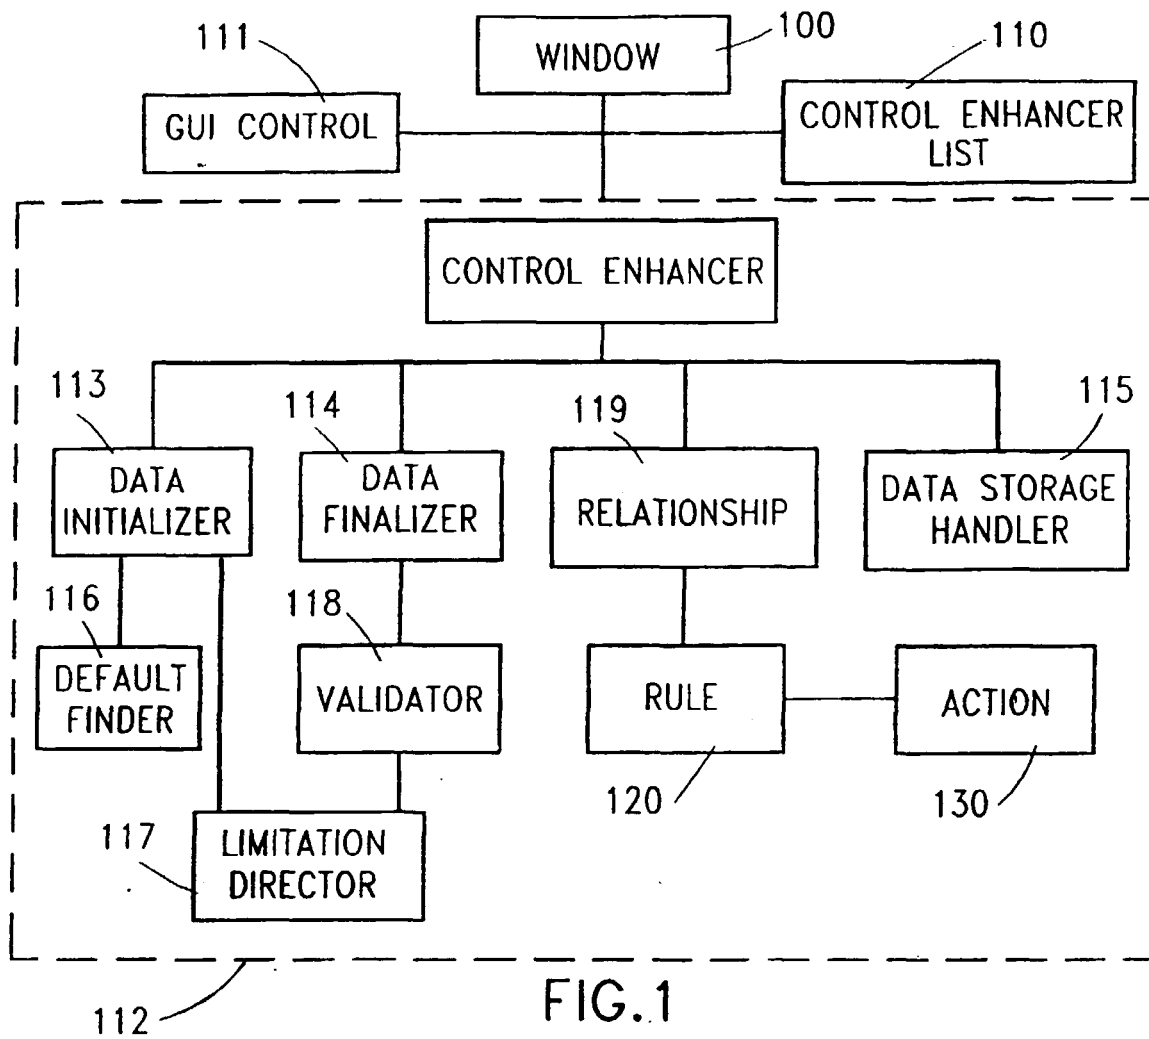 111
100
110
WINDOW
GUI CONTROL
CONTROL ENHANCER
LIST
CONTROL ENHANCER
113
114
119
115
DATA
INITIALIZER
DATA
FINALIZER
RELATIONSHIP
DATA STORAGE
HANDLER
116
118
DEFAULT
FINDER
VALIDATOR
RULE
ACTION
120
130
117
LIMITATION
DIRECTOR
112
FIG.1